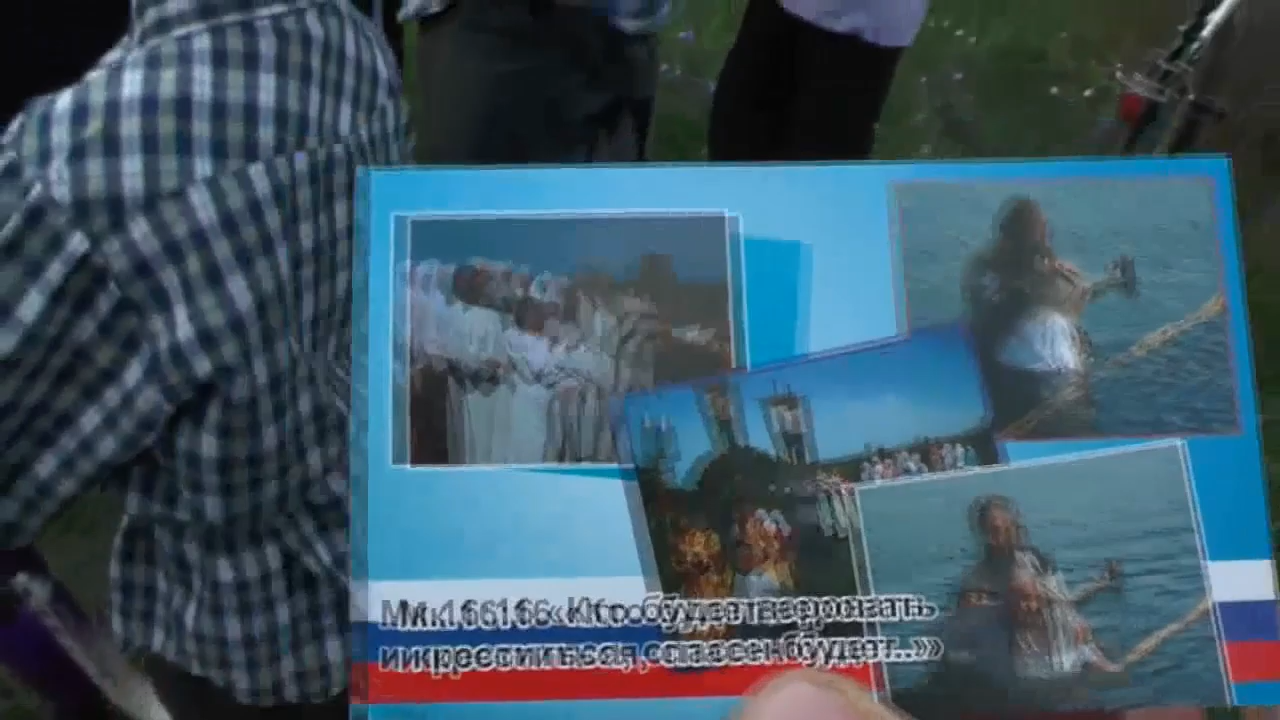 Мк.16 16 «Кто будет веровать
и креститься, спасен будет..»